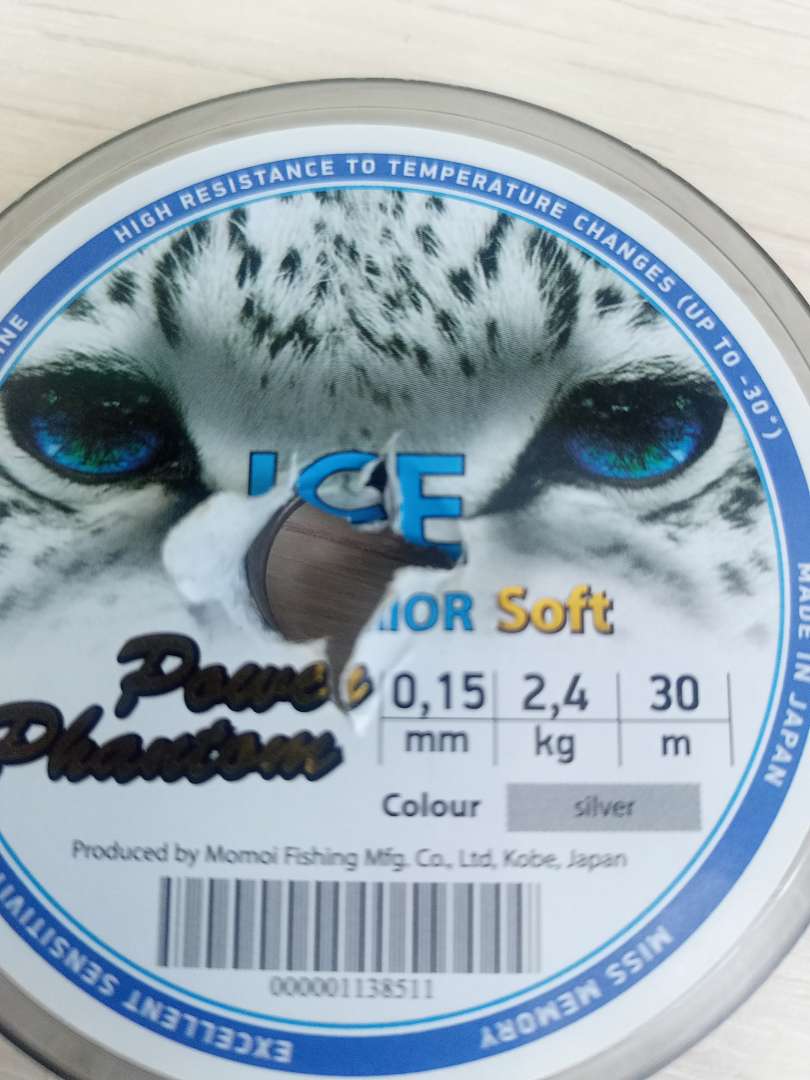 HIGH RESISTANCE TO TEMPERATURE CHANGES (UP TO -30°)
MADE IN JAPAN
MISS MEMORY
EXCELLENT
ICE
Soft
Power
Phantom
0,15 2,4 30
mm kg m
Colour silver
Produced by Momoi Fishing Mfg. Co., Ltd, Kobe, Japan
000001138511